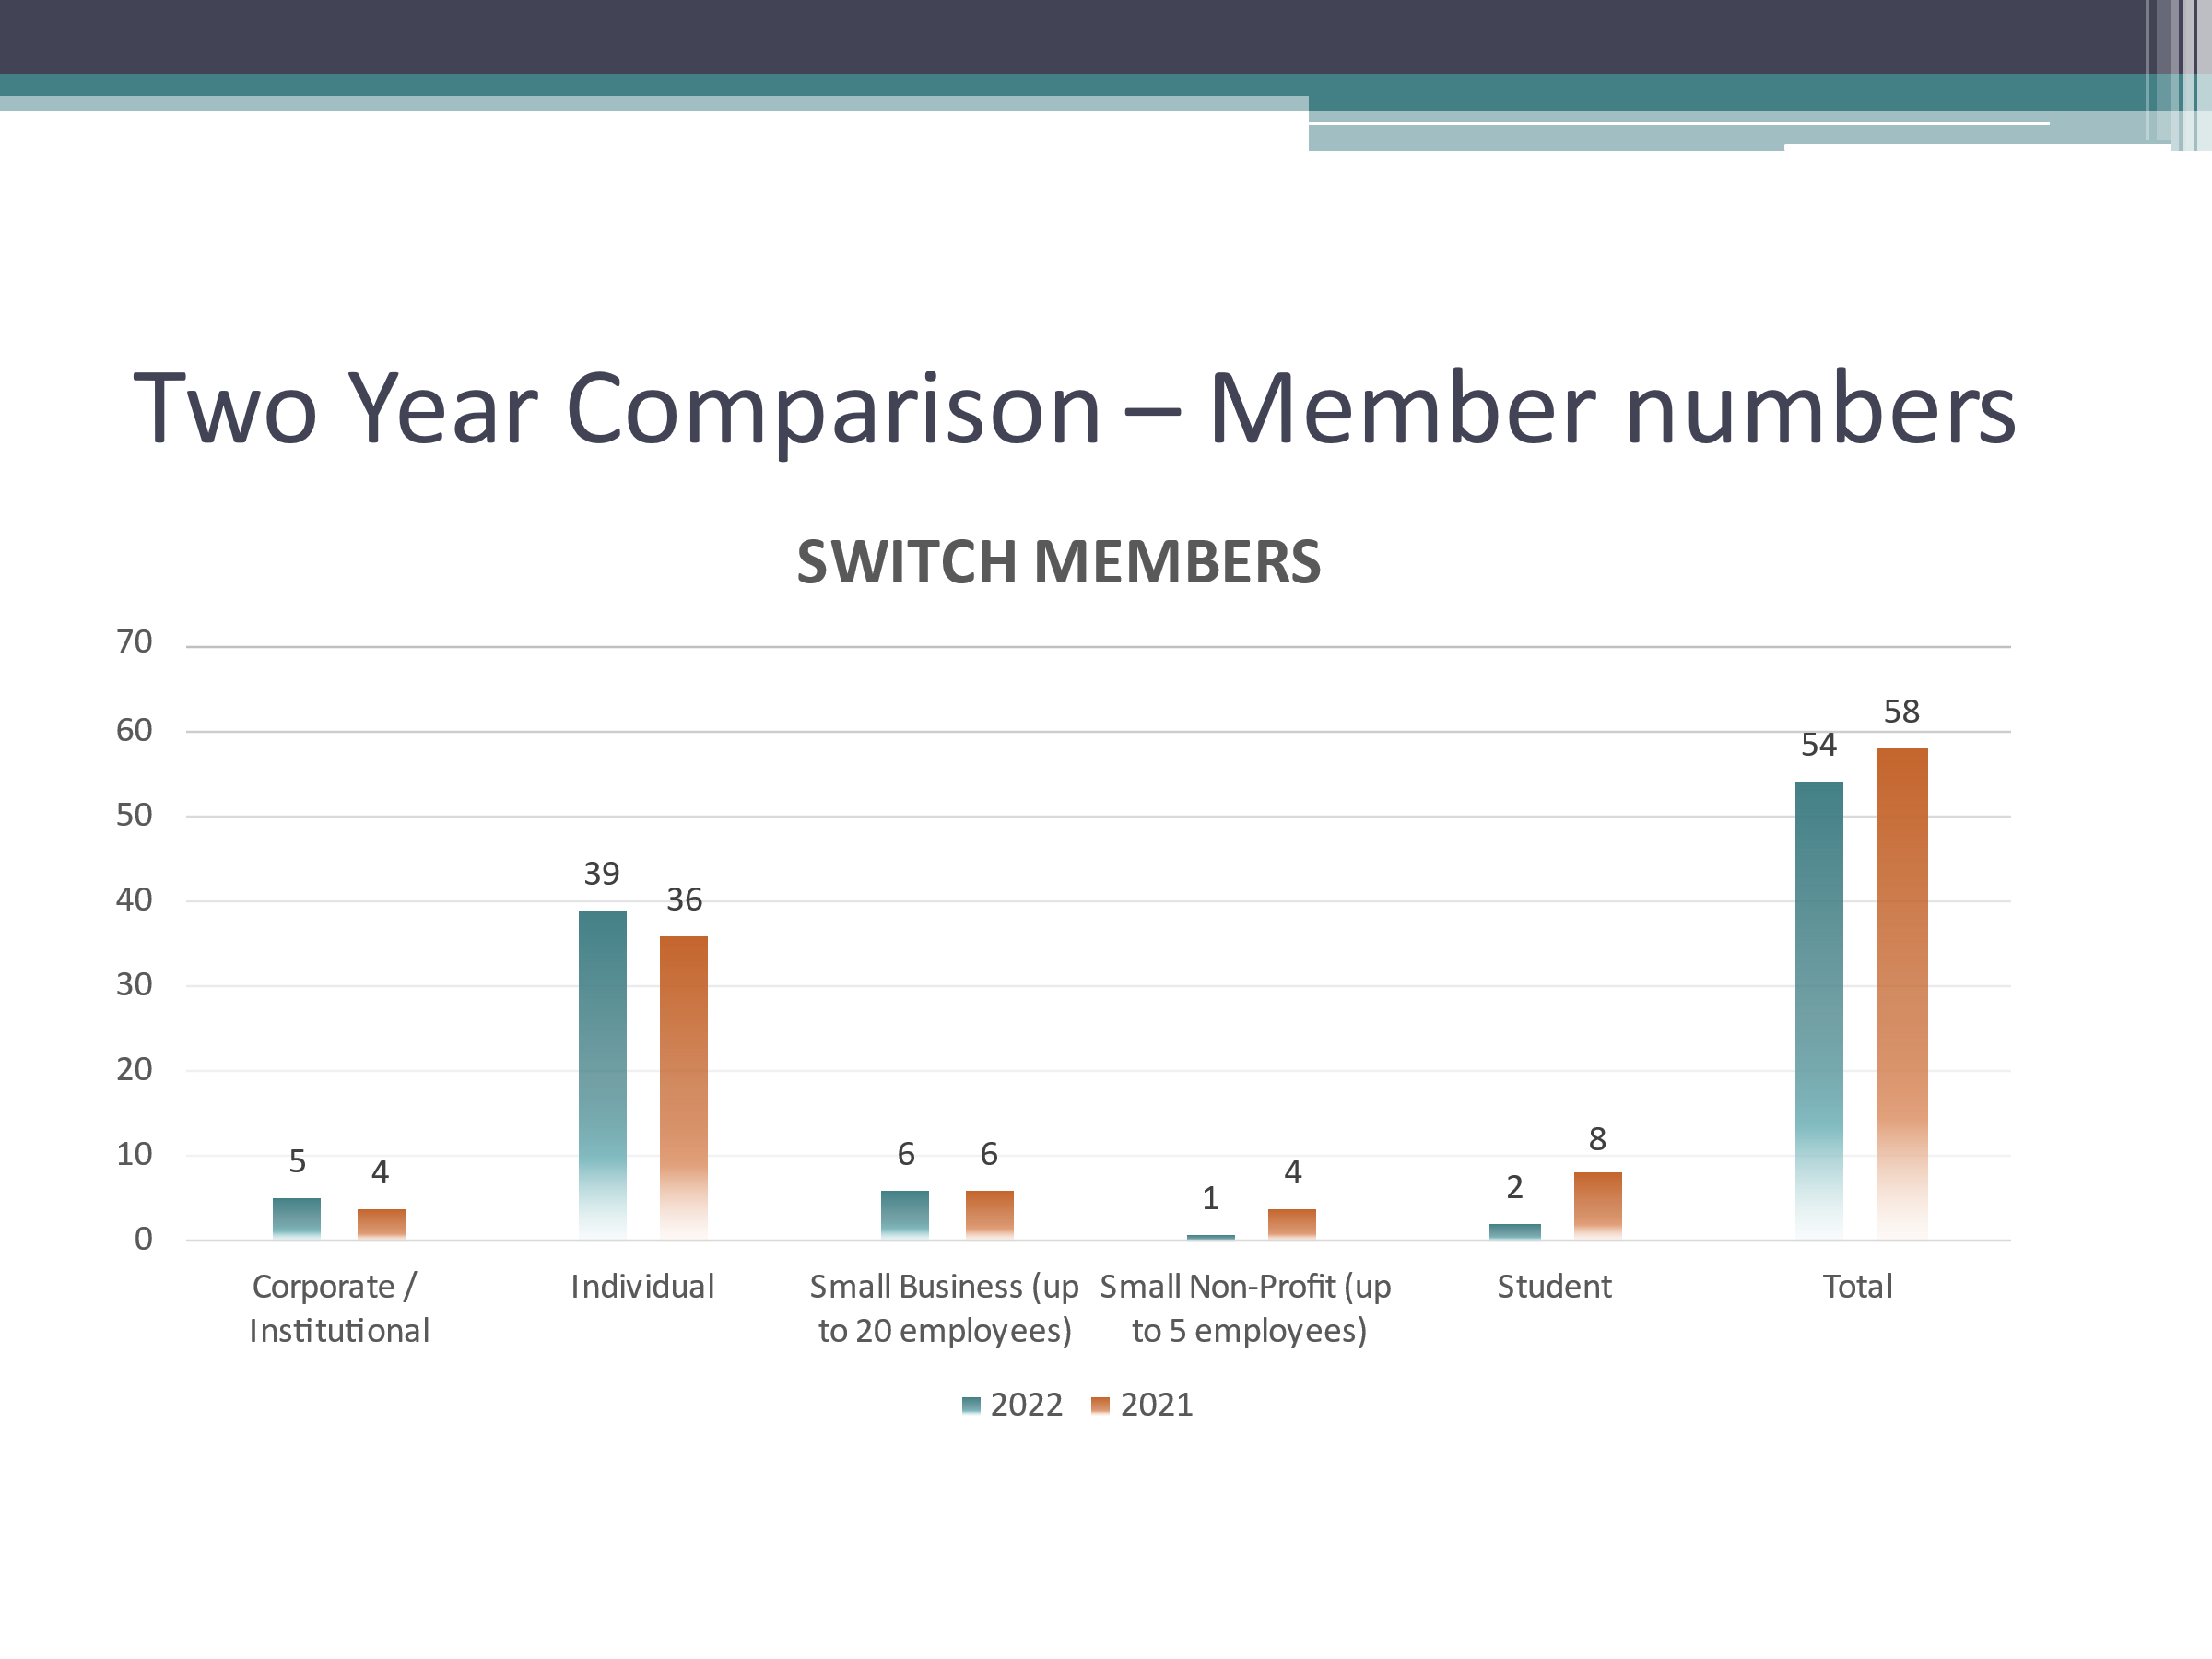 Two Year Comparison – Member numbers
SWITCH MEMBERS
70
60
50
40
30
20
10
0
5
4
39
36
6
6
1
4
2
8
54
58
Corporate /
Institutional
Individual
Small Business (up
to 20 employees)
Small Non-Profit (up
to 5 employees)
Student
Total
2022 2021